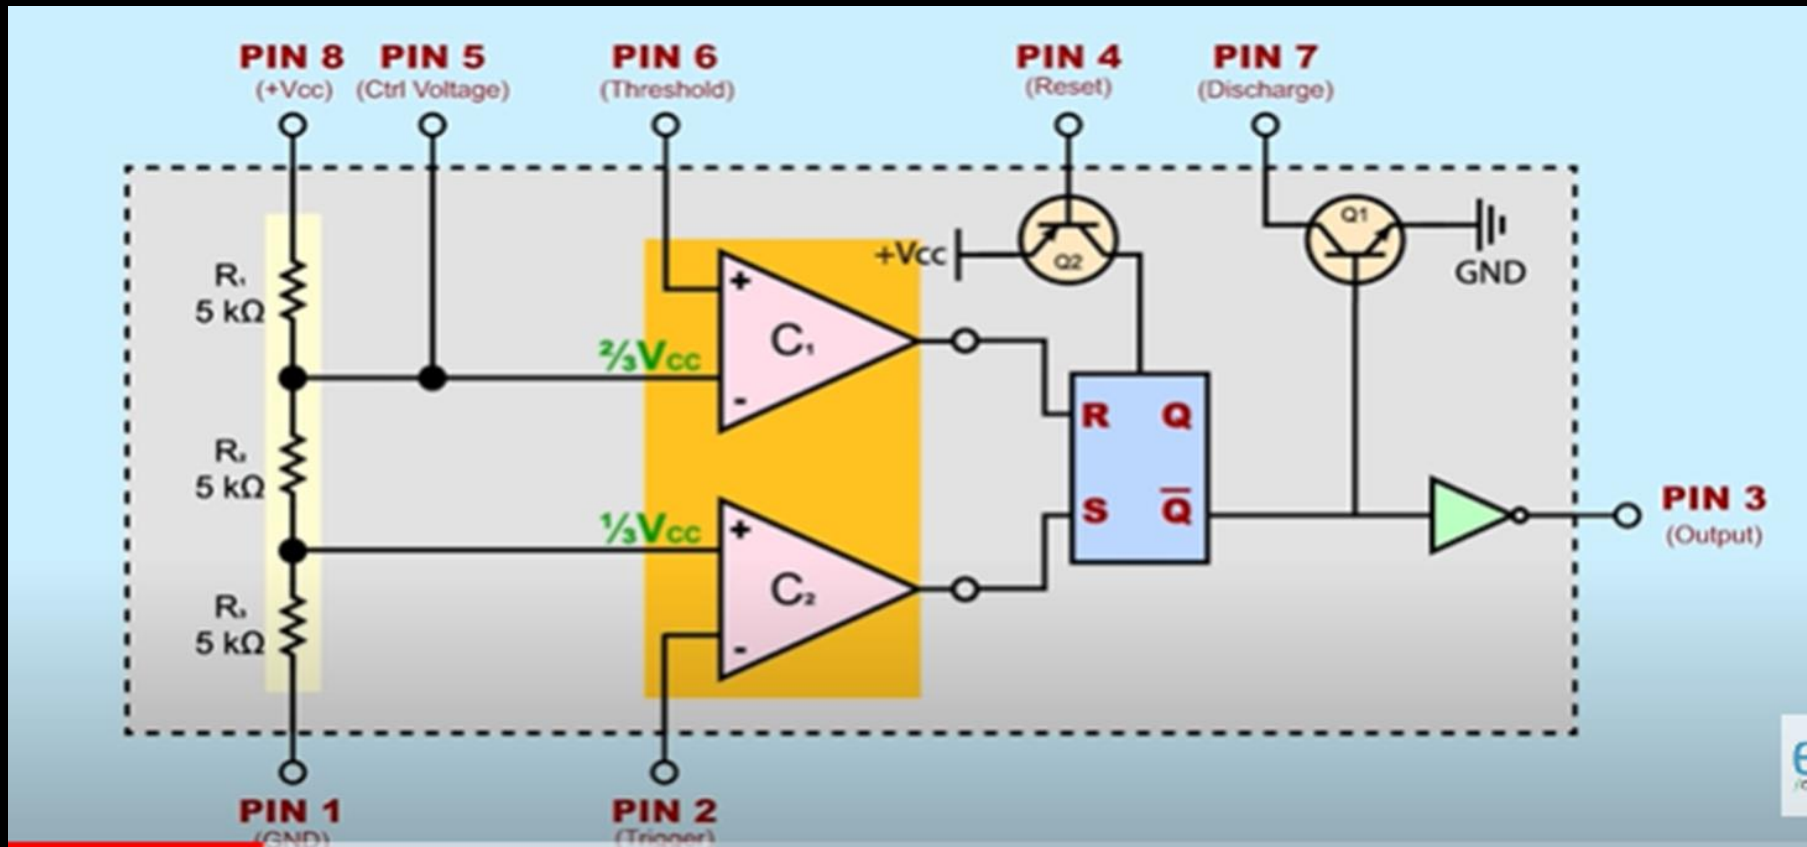 PIN 8
(+Vcc)
PIN 5
(Ctrl Voltage)
PIN 6
(Threshold)
PIN 4
(Reset)
PIN 7
(Discharge)
R₁
5 kΩ
R₂
5 kΩ
R₃
5 kΩ
⅔Vcc
⅓Vcc
+
C₁
-
+
C₂
-
+Vcc
Q2
Q1
GND
R Q
S Q̅
PIN 3
(Output)
PIN 1
(GND)
PIN 2
(Trigger)